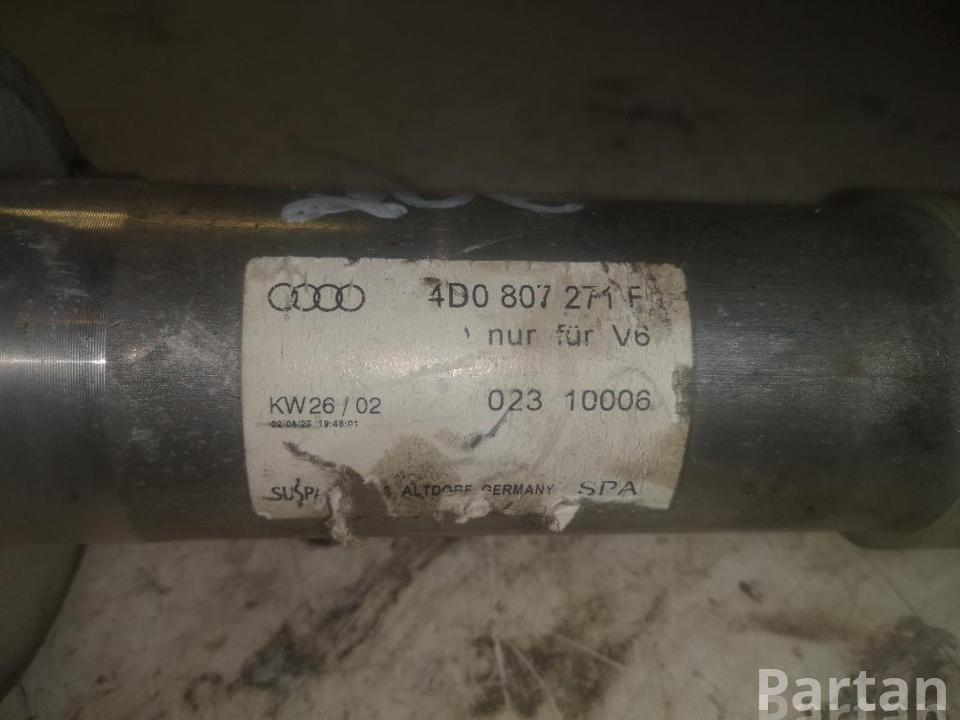 4D0 807 271 F
nur für V6
KW26 / 02
023 10006
02/06/25 19:48:01
ALTDORF GERMANY SPA
Partan